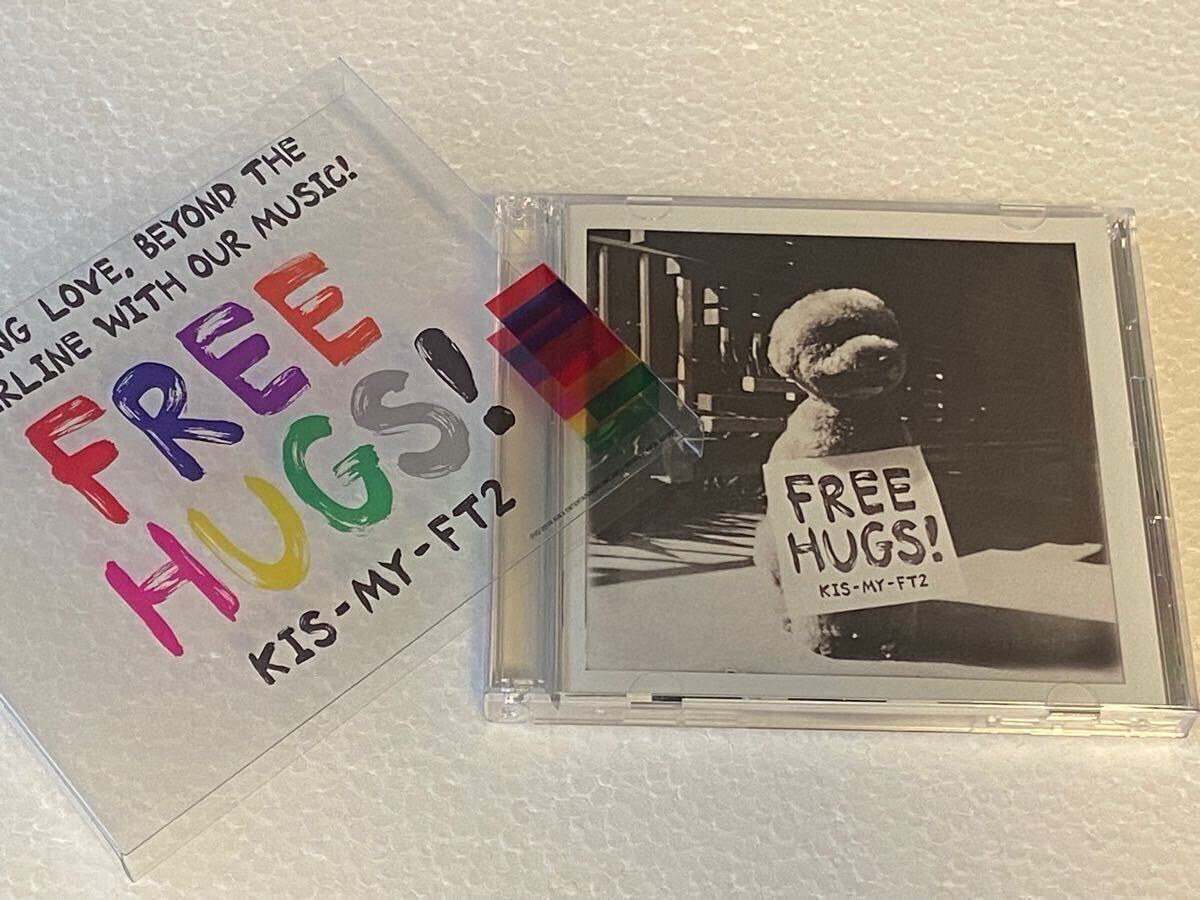 NG LOVE, BEYOND THE
RLINE WITH OUR MUSIC!
FREE
HUGS!
KIS-MY-FT2
FREE
HUGS!
KIS-MY-FT2